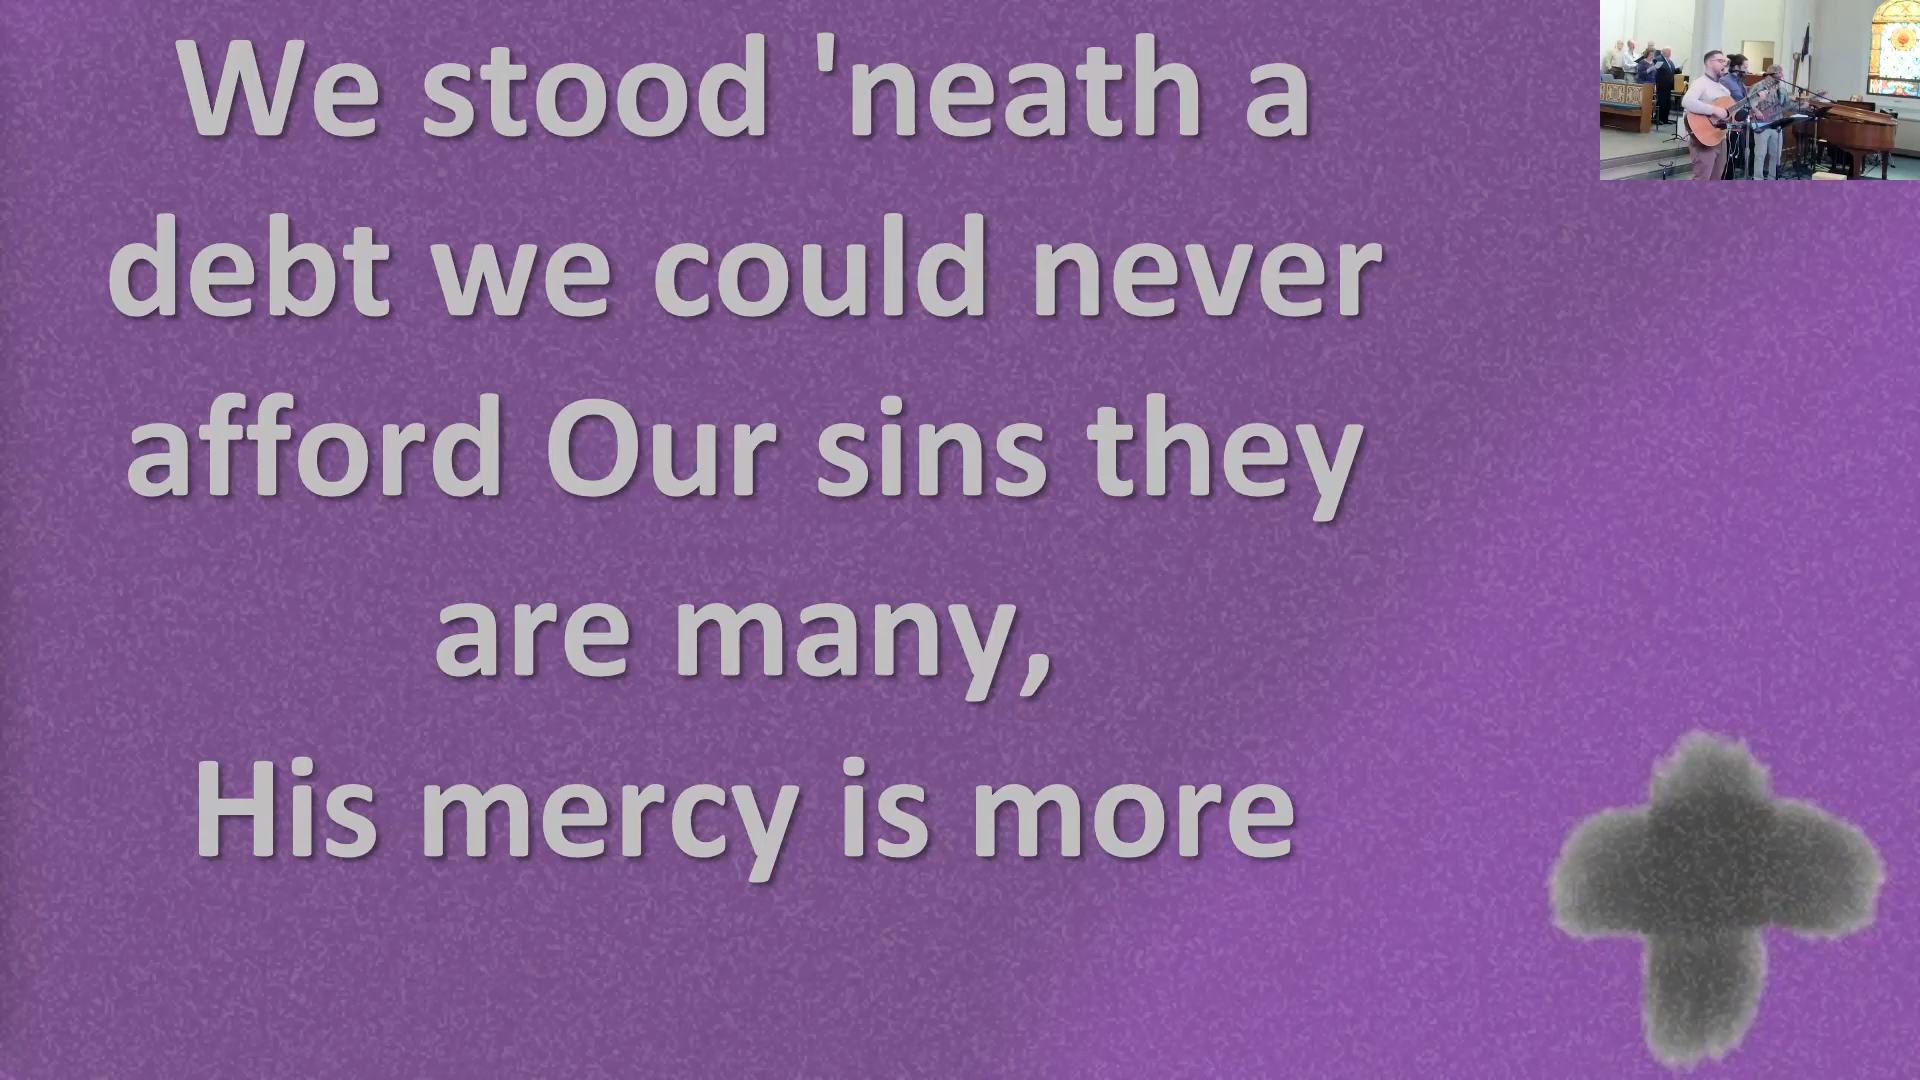 We stood 'neath a
debt we could never
afford Our sins they
are many,
His mercy is more